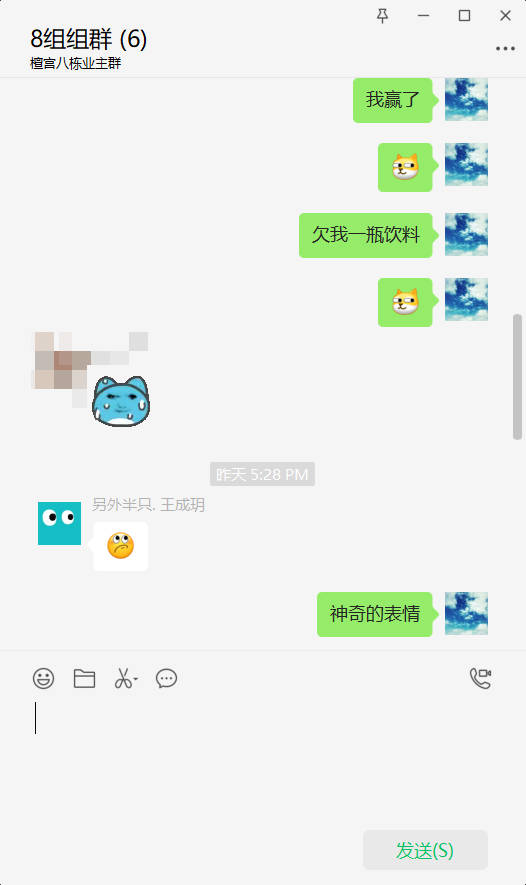 8组组群 (6)
檀宫八栋业主群
我赢了
欠我一瓶饮料
昨天 5:28 PM
另外半只. 王成玥
神奇的表情
发送(S)